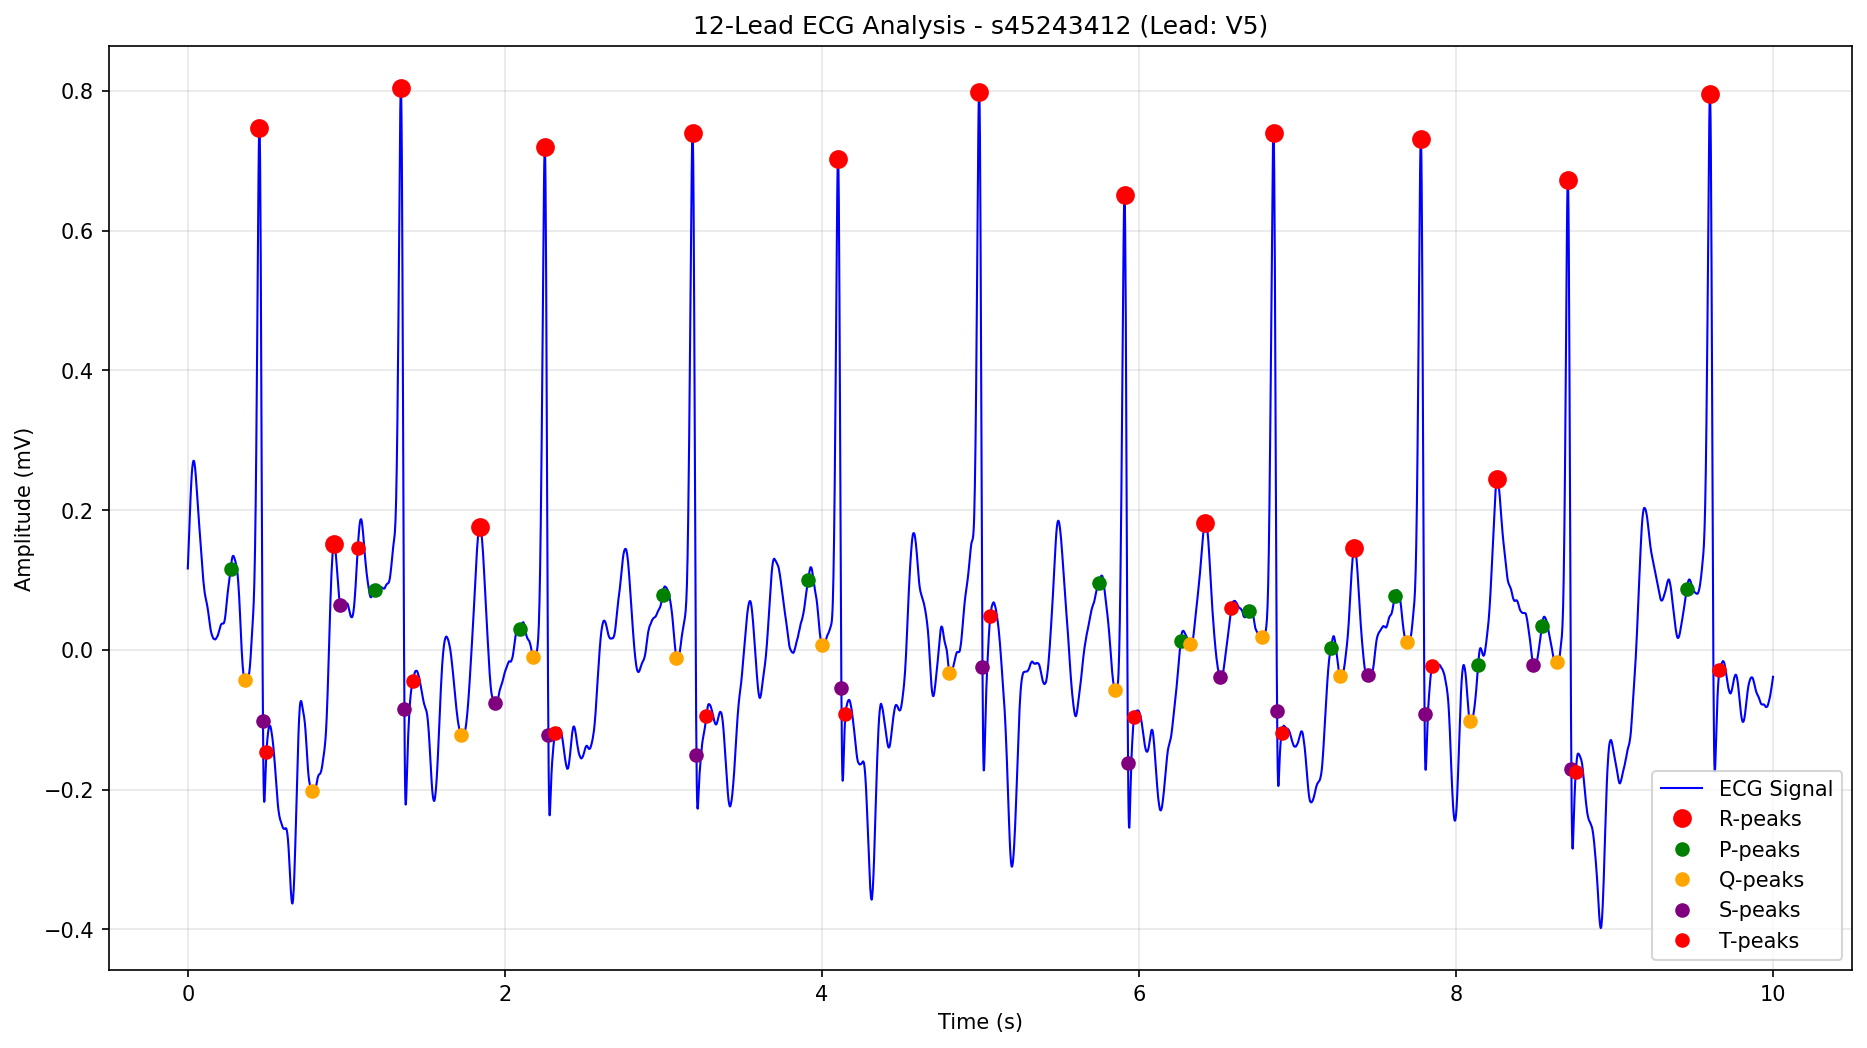 12-Lead ECG Analysis - s45243412 (Lead: V5)
Amplitude (mV)
0.8
0.6
0.4
0.2
0.0
−0.2
−0.4
ECG Signal
R-peaks
P-peaks
Q-peaks
S-peaks
T-peaks
0 2 4 6 8 10
Time (s)